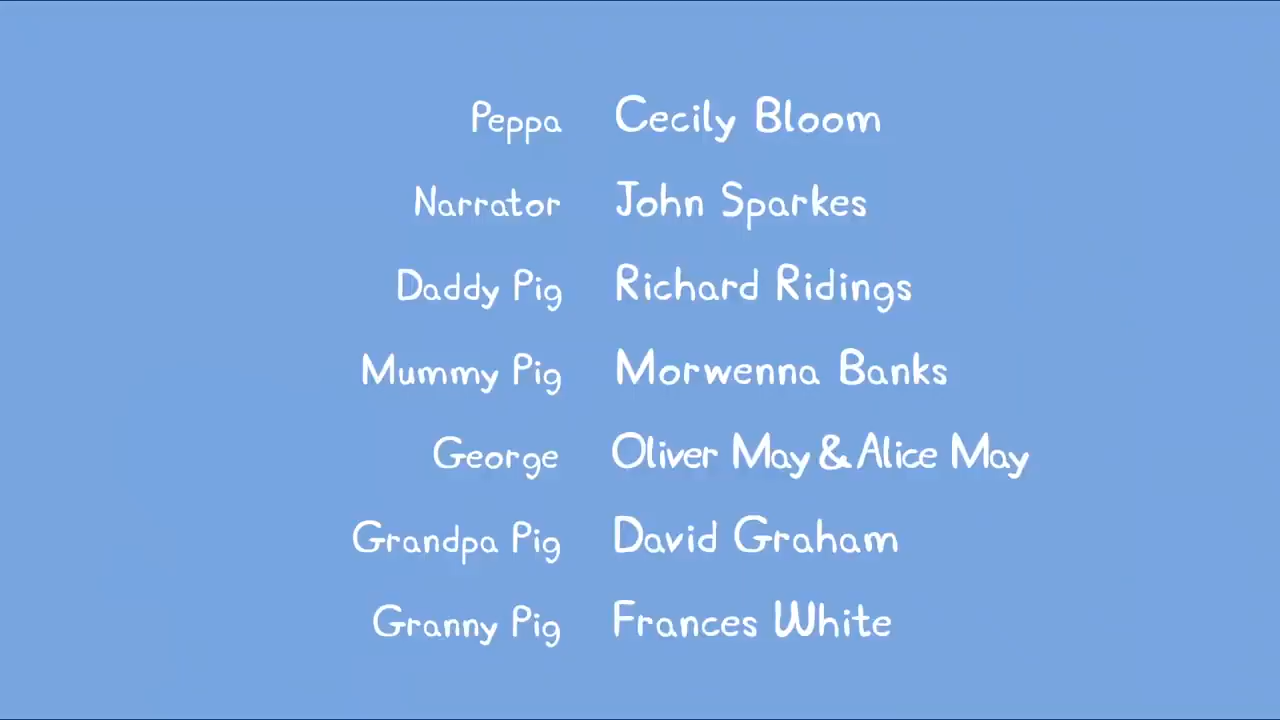 Peppa Cecily Bloom
Narrator John Sparkes
Daddy Pig Richard Ridings
Mummy Pig Morwenna Banks
George Oliver May & Alice May
Grandpa Pig David Graham
Granny Pig Frances White